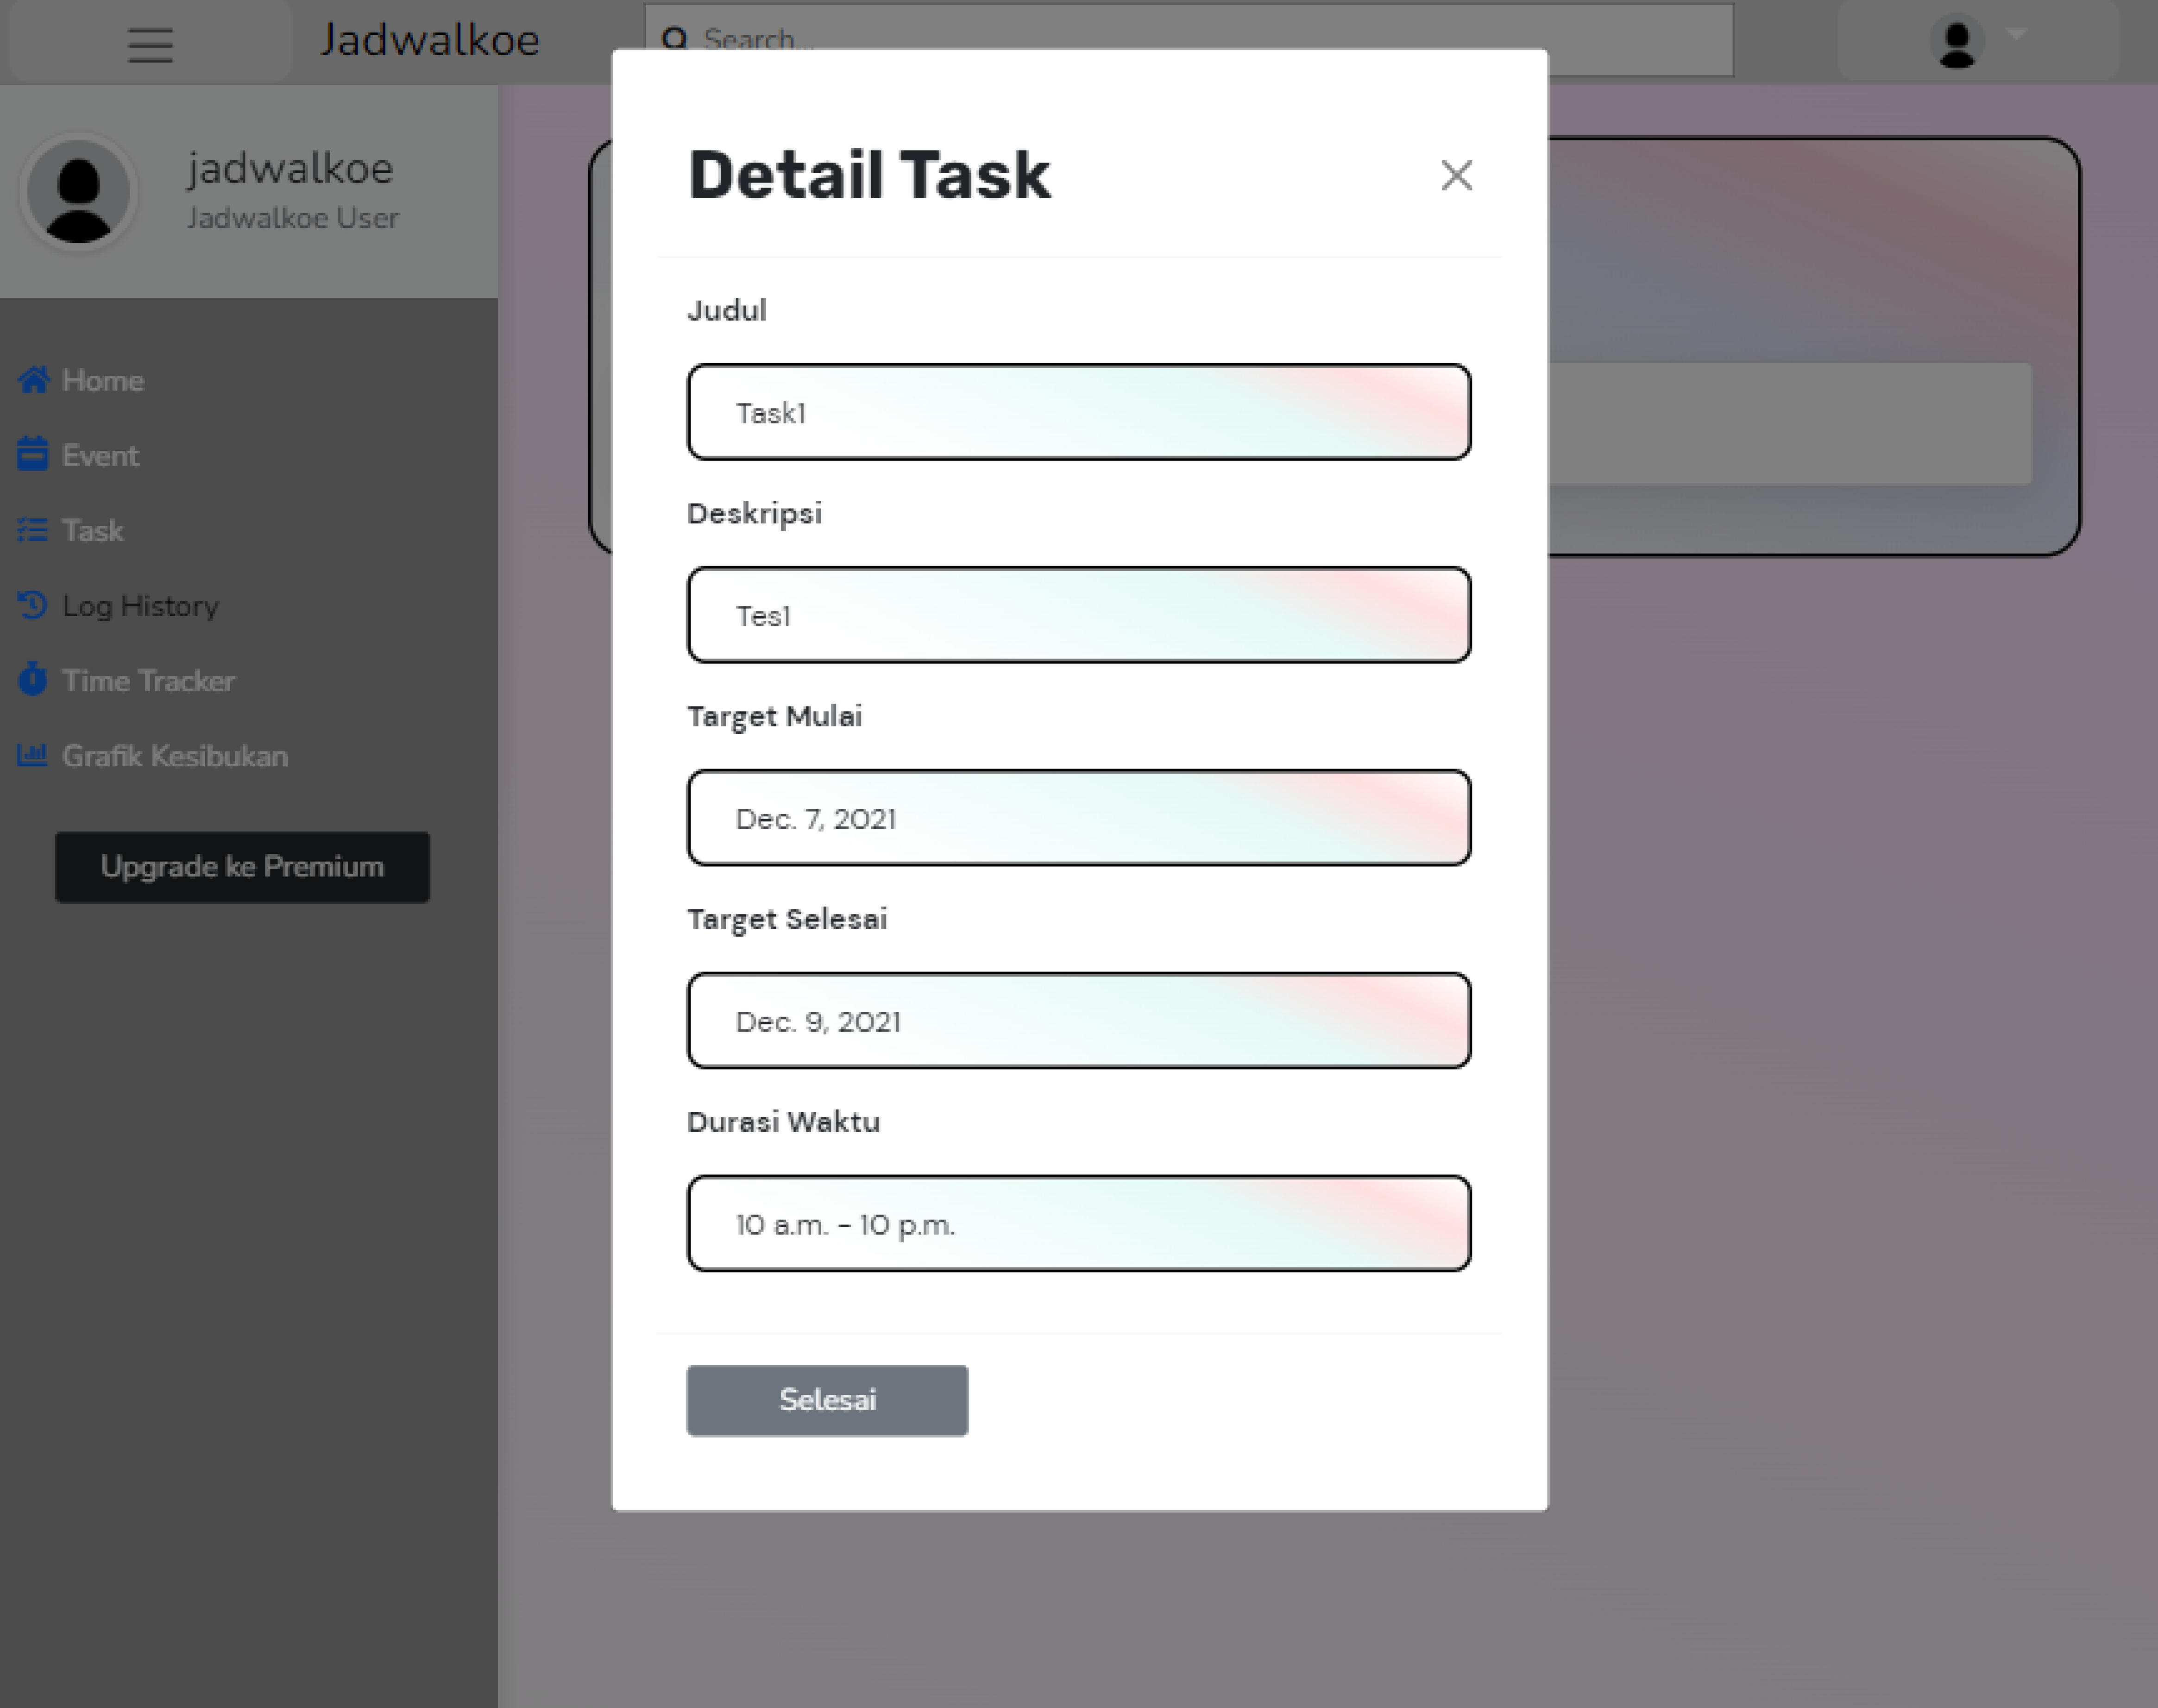 Jadwalkoe
Search...
jadwalkoe
Jadwalkoe User
Home
Event
Task
Log History
Time Tracker
Grafik Kesibukan
Upgrade ke Premium
Detail Task
Judul
Task1
Deskripsi
Tes1
Target Mulai
Dec. 7, 2021
Target Selesai
Dec. 9, 2021
Durasi Waktu
10 a.m. - 10 p.m.
Selesai